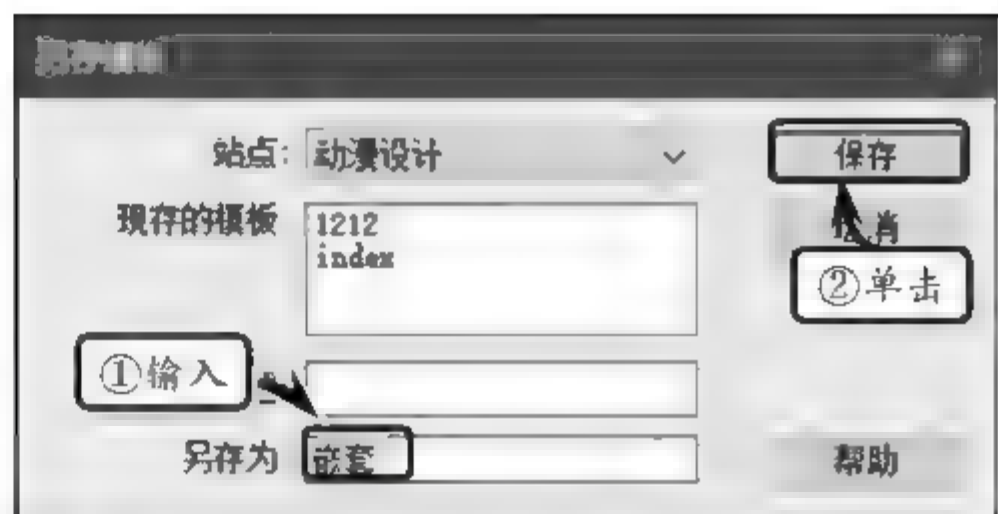 站点: 动漫设计
保存
现存的模板
1212
index
②单击
①输入
另存为 嵌套
帮助